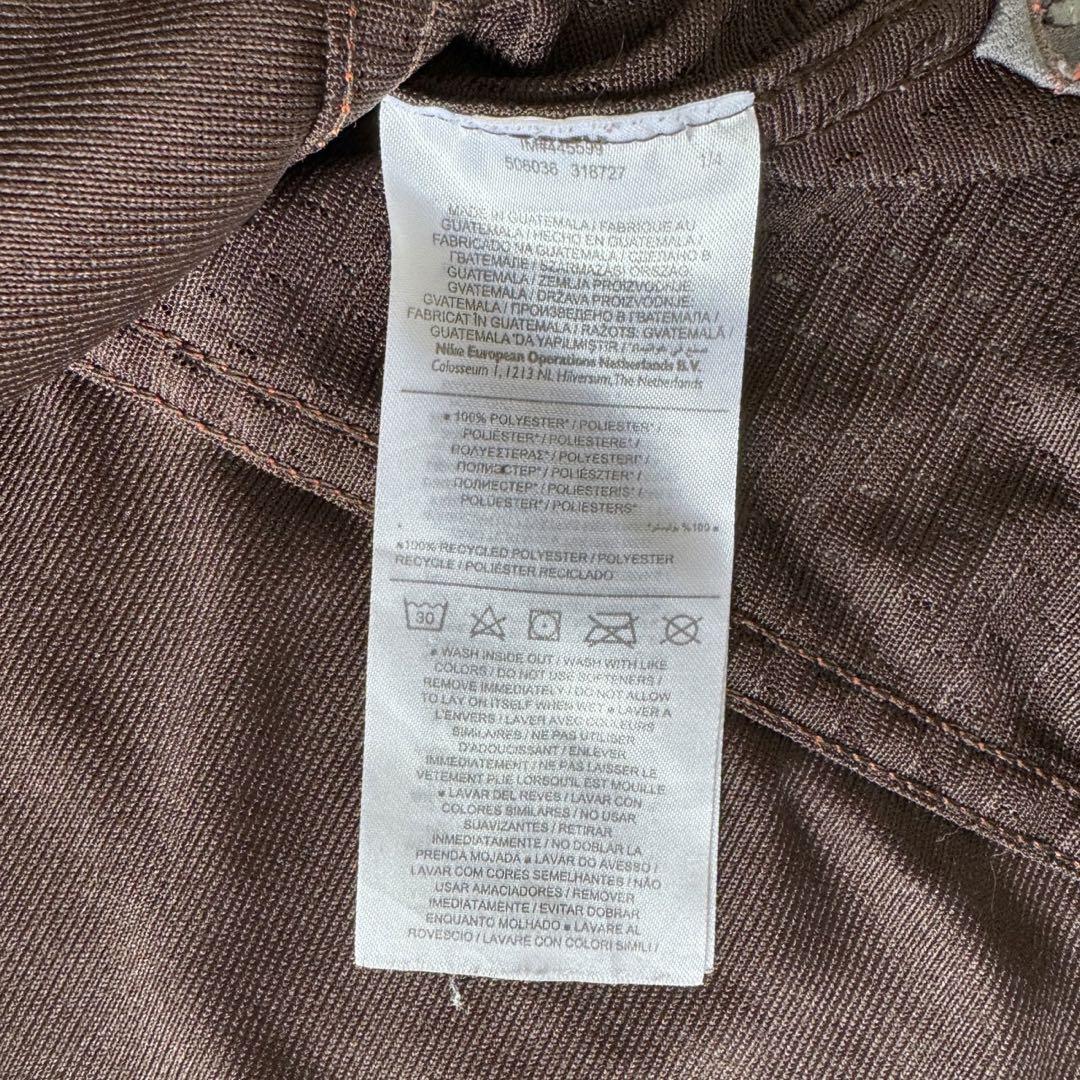 506036 318727 1/4
MADE IN GUATEMALA / FABRIQUE AU
GUATEMALA / HECHO EN GUATEMALA /
FABRICADO NA GUATEMALA / СДЕЛАНО В
ГВАТЕМАЛЕ / SZÁRMAZÁSI ORSZÁG:
GUATEMALA / ZEMLJA PROIZVODNJE:
GVATEMALA / DRŽAVA PROIZVODNJE:
GVATEMALA / ПРОИЗВЕДЕНО В ГВАТЕМАЛА /
FABRICAT ÎN GUATEMALA / RAŽOTS: GVATEMALĀ /
GUATEMALA'DA YAPILMIŞTIR /
Nike European Operations Netherlands B.V.
Colosseum 1, 1213 NL Hilversum, The Netherlands
■ 100% POLYESTER* / POLIESTER* /
POLIÉSTER* / POLIESTERE* /
ΠΟΛΥΕΣΤΕΡΑΣ* / POLYESTERI* /
ПОЛИЭСТЕР* / POLIÉSZTER* /
ПОЛИЕСТЕР* / POLIESTERIS* /
POLÜESTER* / POLIESTERS*
■ 100% بوليستر*
*100% RECYCLED POLYESTER / POLYESTER
RECYCLÉ / POLIÉSTER RECICLADO
30
■ WASH INSIDE OUT / WASH WITH LIKE
COLORS / DO NOT USE SOFTENERS /
REMOVE IMMEDIATELY / DO NOT ALLOW
TO LAY ON ITSELF WHEN WET ■ LAVER A
L'ENVERS / LAVER AVEC COULEURS
SIMILAIRES / NE PAS UTILISER
D'ADOUCISSANT / ENLEVER
IMMEDIATEMENT / NE PAS LAISSER LE
VETEMENT PLIE LORSQU'IL EST MOUILLE
■ LAVAR DEL REVES / LAVAR CON
COLORES SIMILARES / NO USAR
SUAVIZANTES / RETIRAR
INMEDIATAMENTE / NO DOBLAR LA
PRENDA MOJADA ■ LAVAR DO AVESSO /
LAVAR COM CORES SEMELHANTES / NÃO
USAR AMACIADORES / REMOVER
IMEDIATAMENTE / EVITAR DOBRAR
ENQUANTO MOLHADO ■ LAVARE AL
ROVESCIO / LAVARE CON COLORI SIMILI /